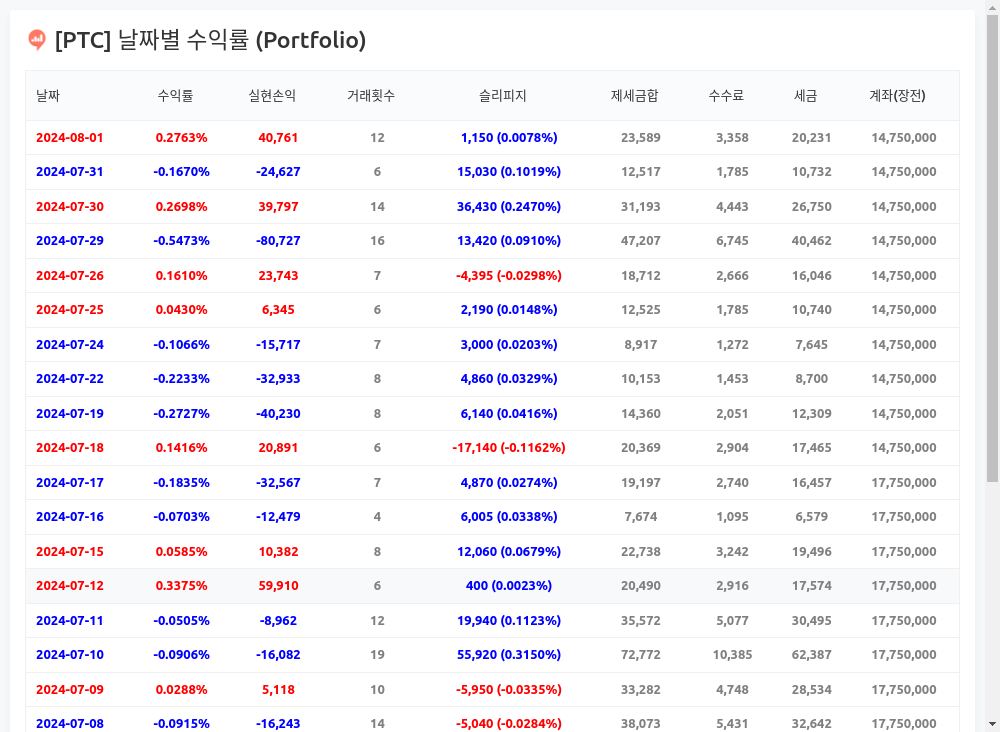 [PTC] 날짜별 수익률 (Portfolio)
날짜 수익률 실현손익 거래횟수 슬리피지 제세금합 수수료 세금 계좌(장전)
2024-08-01 0.2763% 40,761 12 1,150 (0.0078%) 23,589 3,358 20,231 14,750,000
2024-07-31 -0.1670% -24,627 6 15,030 (0.1019%) 12,517 1,785 10,732 14,750,000
2024-07-30 0.2698% 39,797 14 36,430 (0.2470%) 31,193 4,443 26,750 14,750,000
2024-07-29 -0.5473% -80,727 16 13,420 (0.0910%) 47,207 6,745 40,462 14,750,000
2024-07-26 0.1610% 23,743 7 -4,395 (-0.0298%) 18,712 2,666 16,046 14,750,000
2024-07-25 0.0430% 6,345 6 2,190 (0.0148%) 12,525 1,785 10,740 14,750,000
2024-07-24 -0.1066% -15,717 7 3,000 (0.0203%) 8,917 1,272 7,645 14,750,000
2024-07-22 -0.2233% -32,933 8 4,860 (0.0329%) 10,153 1,453 8,700 14,750,000
2024-07-19 -0.2727% -40,230 8 6,140 (0.0416%) 14,360 2,051 12,309 14,750,000
2024-07-18 0.1416% 20,891 6 -17,140 (-0.1162%) 20,369 2,904 17,465 14,750,000
2024-07-17 -0.1835% -32,567 7 4,870 (0.0274%) 19,197 2,740 16,457 17,750,000
2024-07-16 -0.0703% -12,479 4 6,005 (0.0338%) 7,674 1,095 6,579 17,750,000
2024-07-15 0.0585% 10,382 8 12,060 (0.0679%) 22,738 3,242 19,496 17,750,000
2024-07-12 0.3375% 59,910 6 400 (0.0023%) 20,490 2,916 17,574 17,750,000
2024-07-11 -0.0505% -8,962 12 19,940 (0.1123%) 35,572 5,077 30,495 17,750,000
2024-07-10 -0.0906% -16,082 19 55,920 (0.3150%) 72,772 10,385 62,387 17,750,000
2024-07-09 0.0288% 5,118 10 -5,950 (-0.0335%) 33,282 4,748 28,534 17,750,000
2024-07-08 -0.0915% -16,243 14 -5,040 (-0.0284%) 38,073 5,431 32,642 17,750,000